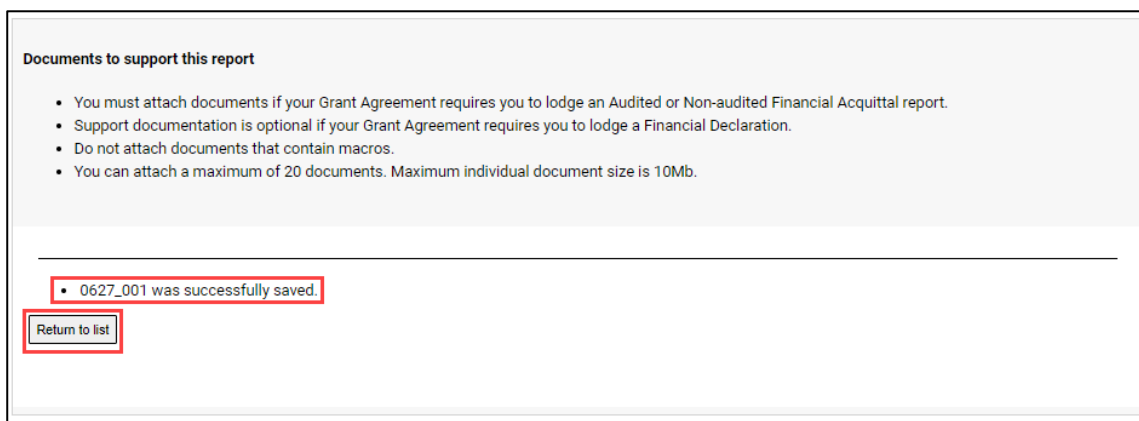 Documents to support this report
• You must attach documents if your Grant Agreement requires you to lodge an Audited or Non-audited Financial Acquittal report.
• Support documentation is optional if your Grant Agreement requires you to lodge a Financial Declaration.
• Do not attach documents that contain macros.
• You can attach a maximum of 20 documents. Maximum individual document size is 10Mb.
• 0627_001 was successfully saved.
Return to list